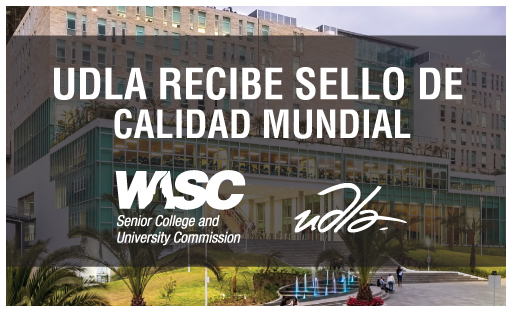 UDLA RECIBE SELLO DE
CALIDAD MUNDIAL
WASC
Senior College and
University Commission
udla-